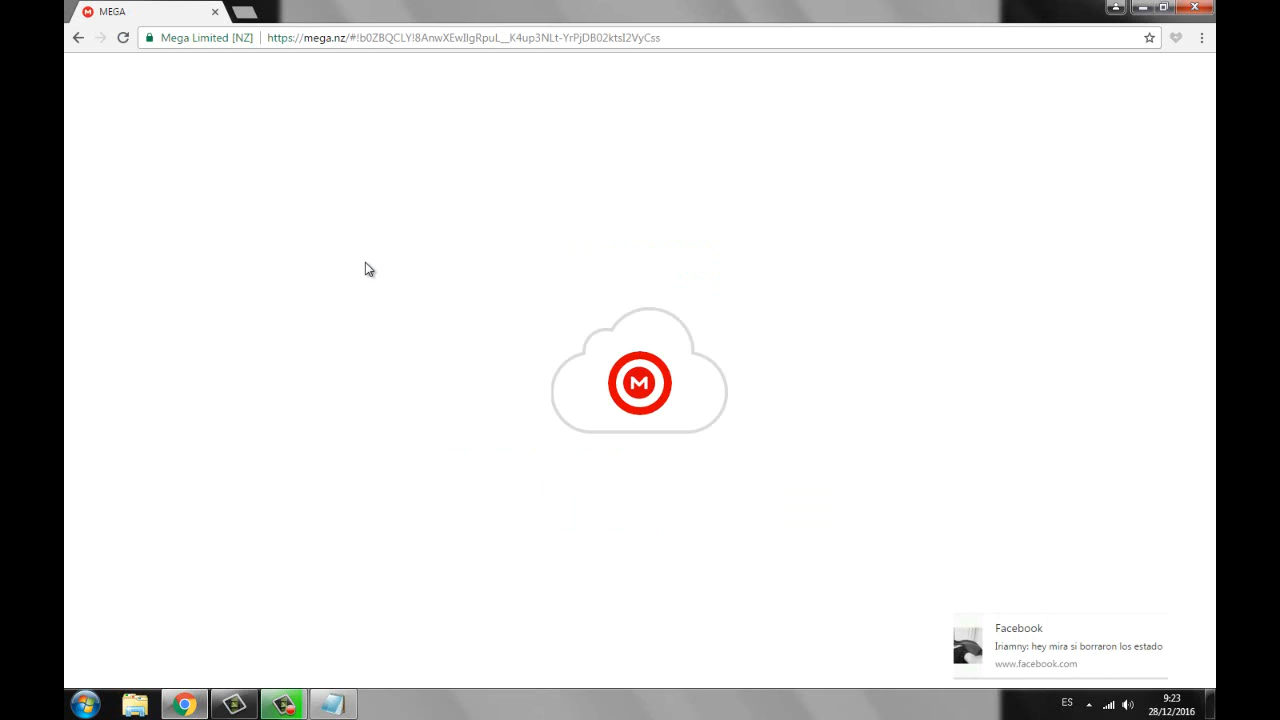 MEGA
Mega Limited [NZ]
https://mega.nz/#!b0ZBQCLY!8AnwXEwIlgRpuL__K4up3NLt-YrPjDB02ktsI2VyCss
M
Facebook
Iriamny: hey mira si borraron los estado
www.facebook.com
ES
9:23
28/12/2016